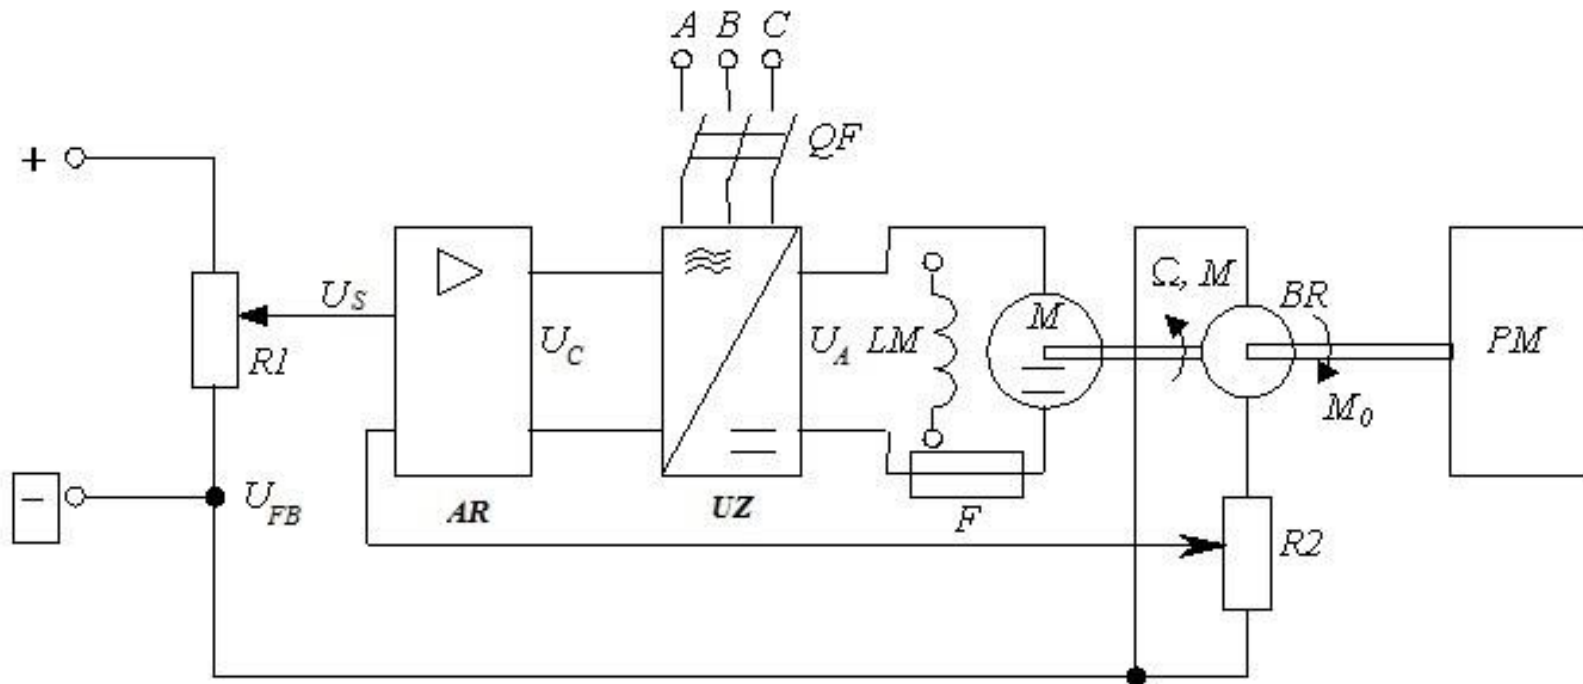 A B C
QF
+
Ω, M
BR
U_S
R1
U_C
U_A
LM
M
PM
M_0
−
U_FB
AR
UZ
F
R2